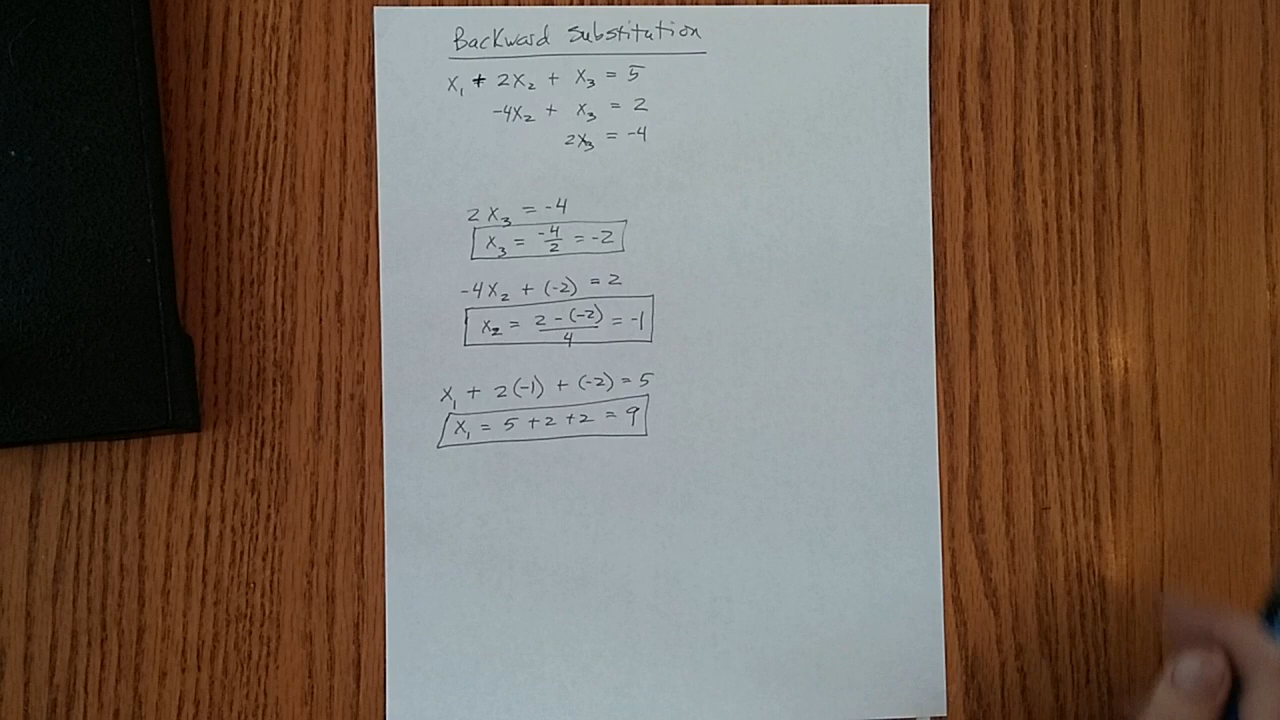 Backward Substitution
x₁ + 2x₂ + x₃ = 5
-4x₂ + x₃ = 2
2x₃ = -4
2x₃ = -4
x₃ = -4/2 = -2
-4x₂ + (-2) = 2
x₂ = 2 - (-2)/4 = -1
x₁ + 2(-1) + (-2) = 5
x₁ = 5 + 2 + 2 = 9